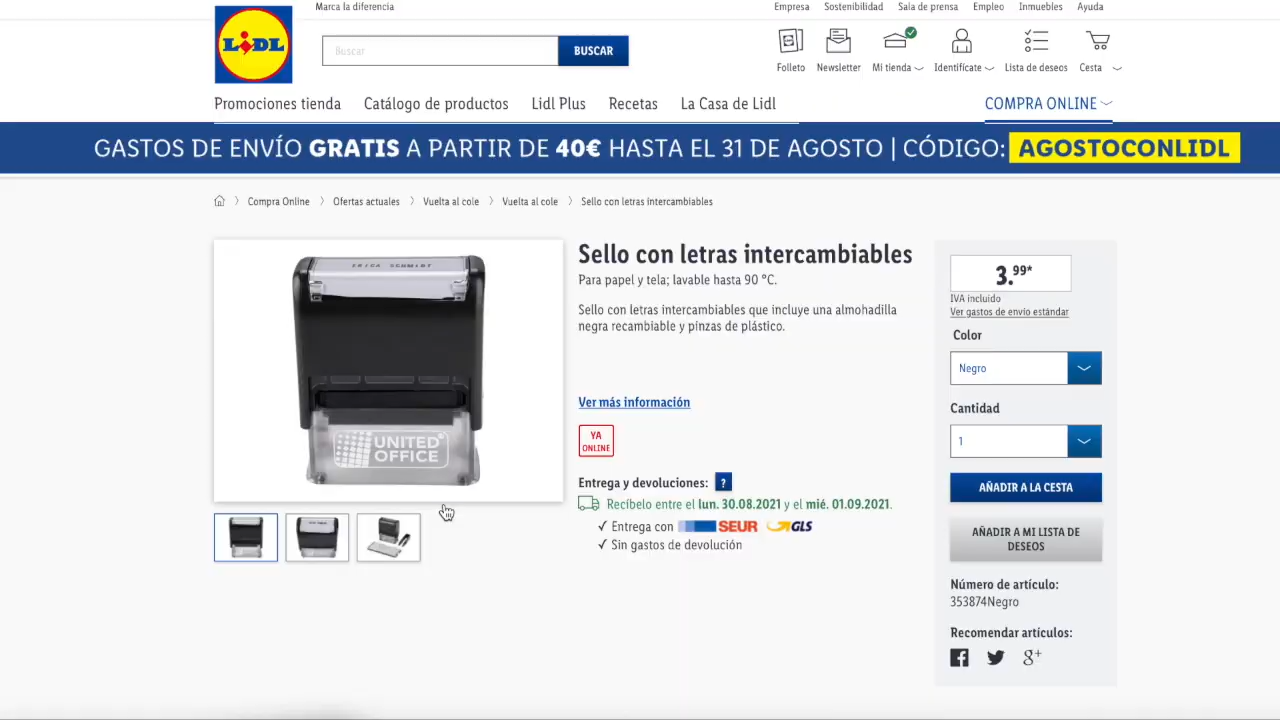 Marca la diferencia
Empresa Sostenibilidad Sala de prensa Empleo Inmuebles Ayuda
LIDL
Buscar
BUSCAR
Folleto Newsletter Mi tienda Identifícate Lista de deseos Cesta
Promociones tienda Catálogo de productos Lidl Plus Recetas La Casa de Lidl COMPRA ONLINE
GASTOS DE ENVÍO GRATIS A PARTIR DE 40€ HASTA EL 31 DE AGOSTO | CÓDIGO: AGOSTOCONLIDL
Compra Online Ofertas actuales Vuelta al cole Vuelta al cole Sello con letras intercambiables
ERICA SCHMIDT
UNITED
OFFICE
Sello con letras intercambiables
Para papel y tela; lavable hasta 90 °C.
Sello con letras intercambiables que incluye una almohadilla
negra recambiable y pinzas de plástico.
Ver más información
YA
ONLINE
Entrega y devoluciones: ?
Recíbelo entre el lun. 30.08.2021 y el mié. 01.09.2021.
✓ Entrega con SEUR GLS
✓ Sin gastos de devolución
3.99*
IVA incluido
Ver gastos de envío estándar
Color
Negro
Cantidad
1
AÑADIR A LA CESTA
AÑADIR A MI LISTA DE
DESEOS
Número de artículo:
353874Negro
Recomendar artículos:
g+